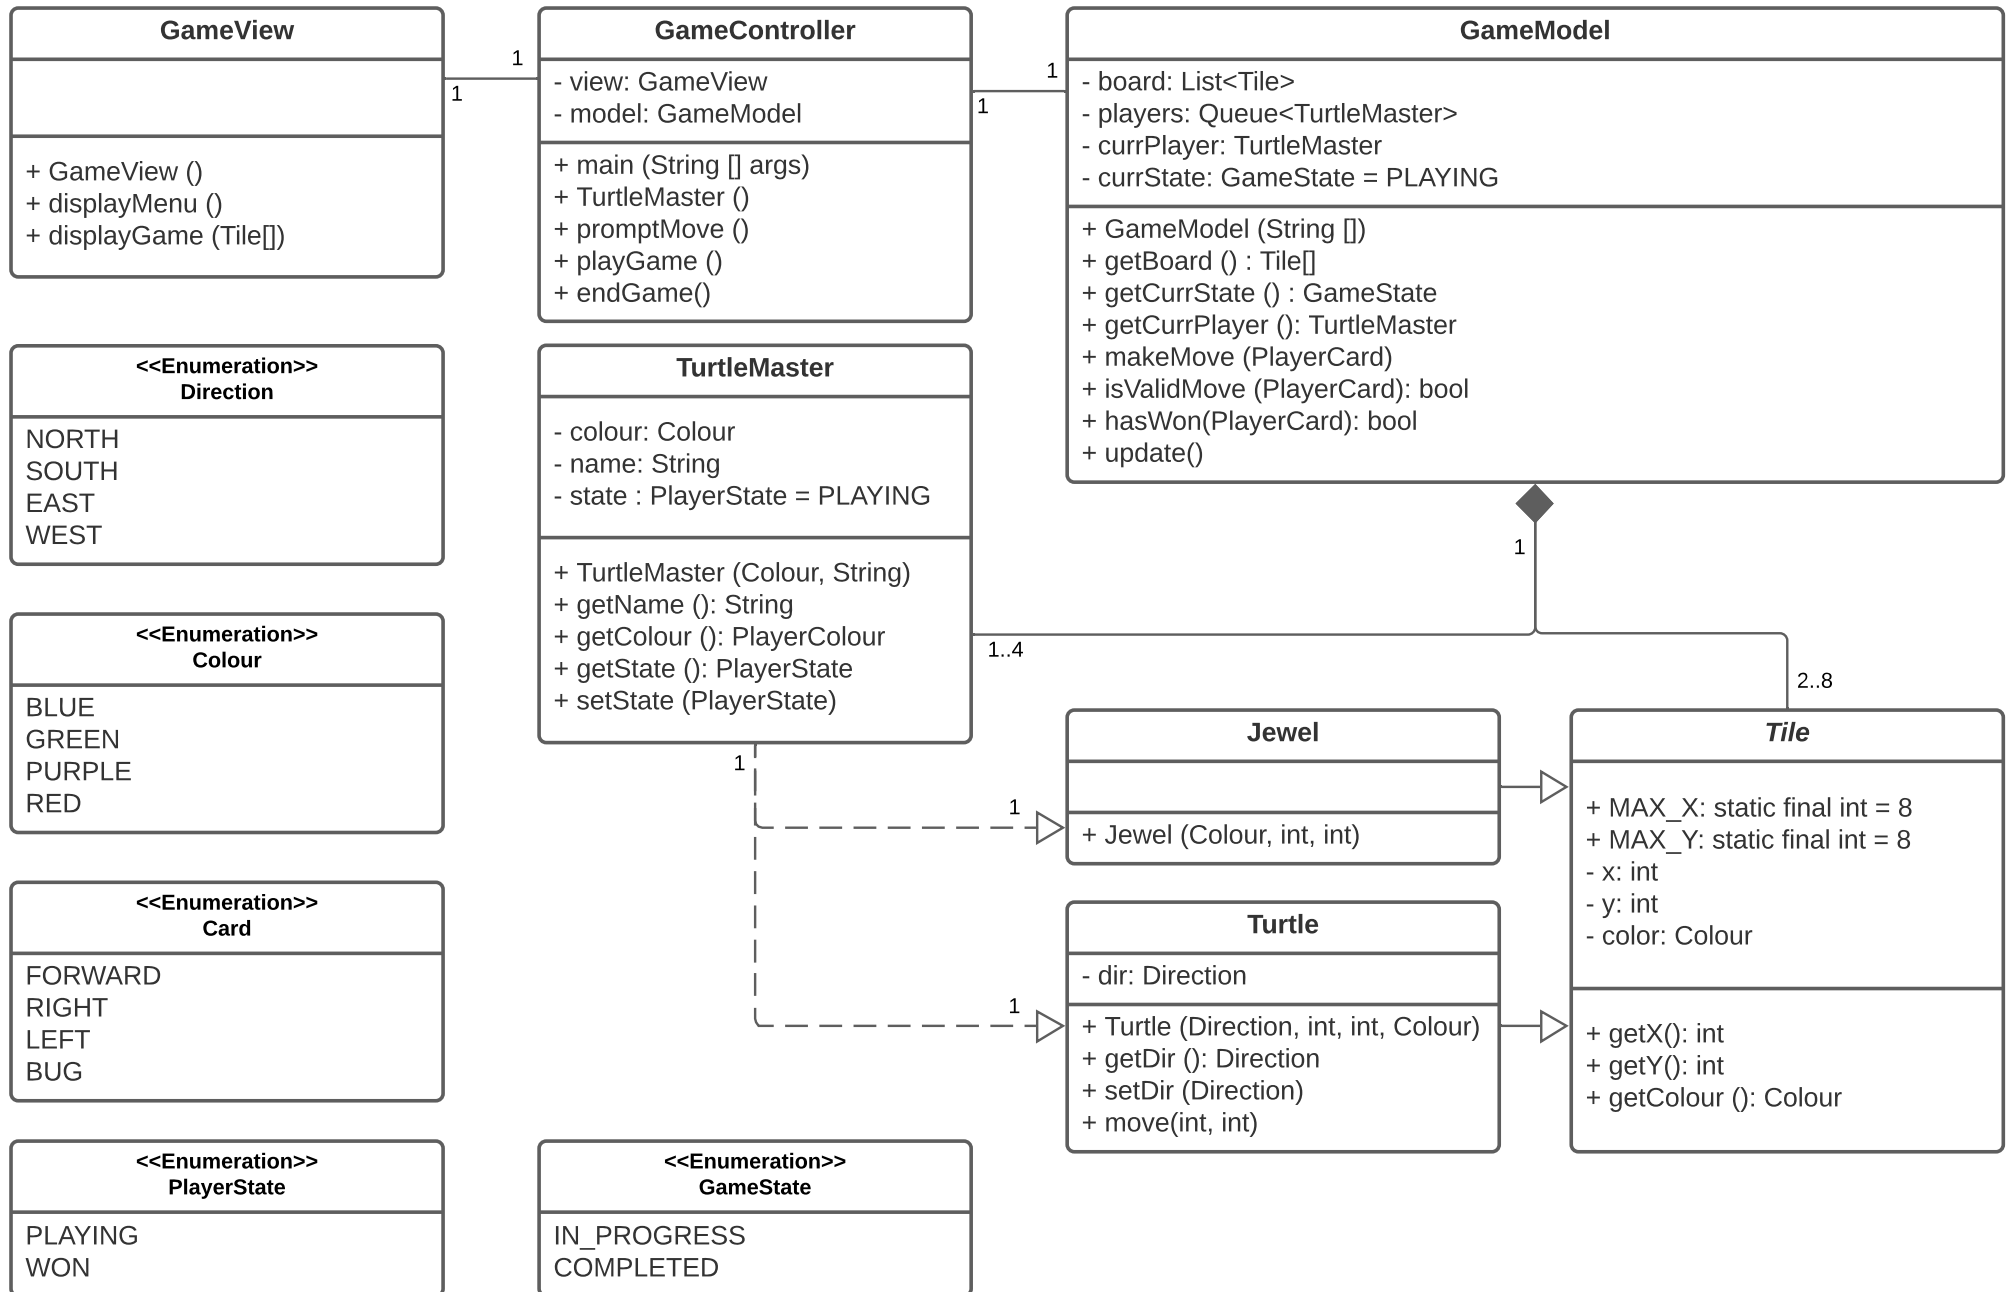 GameView
+ GameView ()
+ displayMenu ()
+ displayGame (Tile[])
1
1
GameController
- view: GameView
- model: GameModel
+ main (String [] args)
+ TurtleMaster ()
+ promptMove ()
+ playGame ()
+ endGame()
1
1
GameModel
- board: List<Tile>
- players: Queue<TurtleMaster>
- currPlayer: TurtleMaster
- currState: GameState = PLAYING
+ GameModel (String [])
+ getBoard () : Tile[]
+ getCurrState () : GameState
+ getCurrPlayer (): TurtleMaster
+ makeMove (PlayerCard)
+ isValidMove (PlayerCard): bool
+ hasWon(PlayerCard): bool
+ update()
<<Enumeration>>
Direction
NORTH
SOUTH
EAST
WEST
TurtleMaster
- colour: Colour
- name: String
- state : PlayerState = PLAYING
+ TurtleMaster (Colour, String)
+ getName (): String
+ getColour (): PlayerColour
+ getState (): PlayerState
+ setState (PlayerState)
1
1..4
2..8
<<Enumeration>>
Colour
BLUE
GREEN
PURPLE
RED
1
1
1
Jewel
+ Jewel (Colour, int, int)
Tile
+ MAX_X: static final int = 8
+ MAX_Y: static final int = 8
- x: int
- y: int
- color: Colour
+ getX(): int
+ getY(): int
+ getColour (): Colour
<<Enumeration>>
Card
FORWARD
RIGHT
LEFT
BUG
Turtle
- dir: Direction
+ Turtle (Direction, int, int, Colour)
+ getDir (): Direction
+ setDir (Direction)
+ move(int, int)
<<Enumeration>>
PlayerState
PLAYING
WON
<<Enumeration>>
GameState
IN_PROGRESS
COMPLETED